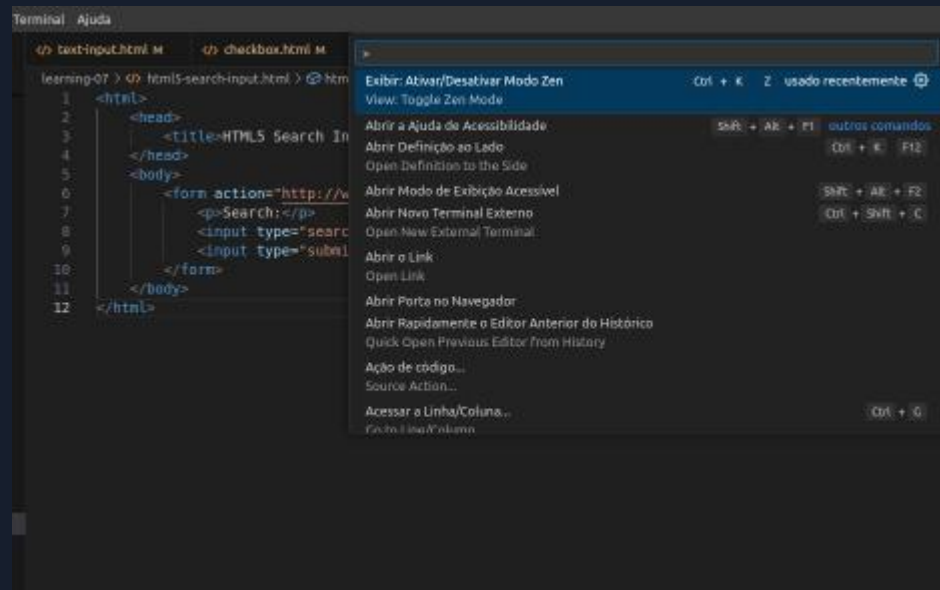 Terminal Ajuda
</> text-input.html M </> checkbox.html M
>
learning-07 > </> html5-search-input.html > htm
1 <html>
2 <head>
3 <title>HTML5 Search In
4 </head>
5 <body>
6 <form action="http://w
7 <p>Search:</p>
8 <input type="searc
9 <input type="submi
10 </form>
11 </body>
12 </html>
Exibir: Ativar/Desativar Modo Zen Ctrl + K Z usado recentemente
View: Toggle Zen Mode
Abrir a Ajuda de Acessibilidade Shift + Alt + F1 outros comandos
Abrir Definição ao Lado Ctrl + K F12
Open Definition to the Side
Abrir Modo de Exibição Acessível Shift + Alt + F2
Abrir Novo Terminal Externo Ctrl + Shift + C
Open New External Terminal
Abrir o Link
Open Link
Abrir Porta no Navegador
Abrir Rapidamente o Editor Anterior do Histórico
Quick Open Previous Editor from History
Ação de código...
Source Action...
Acessar a Linha/Coluna... Ctrl + G
Go to Line/Column